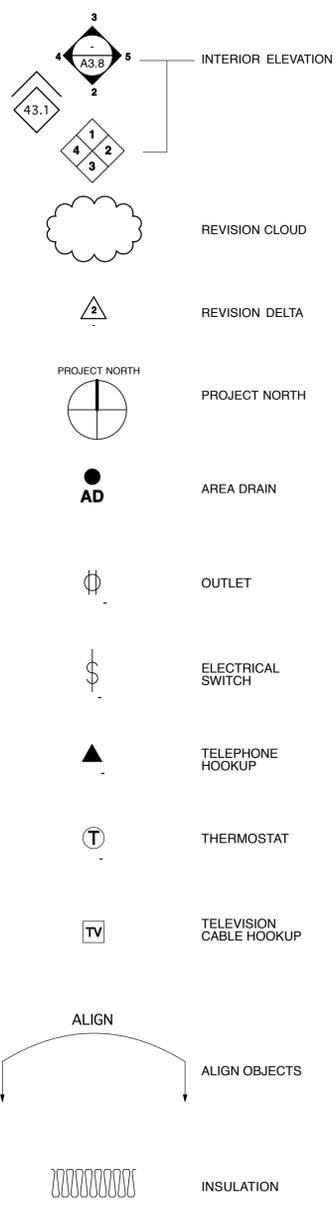 3
-
4
5
A3.8
INTERIOR ELEVATION
2
43.1
1
4 2
3
REVISION CLOUD
2
-
REVISION DELTA
PROJECT NORTH
PROJECT NORTH
AD
AREA DRAIN
OUTLET
-
$
ELECTRICAL
SWITCH
-
TELEPHONE
HOOKUP
-
T
THERMOSTAT
-
TV
TELEVISION
CABLE HOOKUP
ALIGN
ALIGN OBJECTS
INSULATION